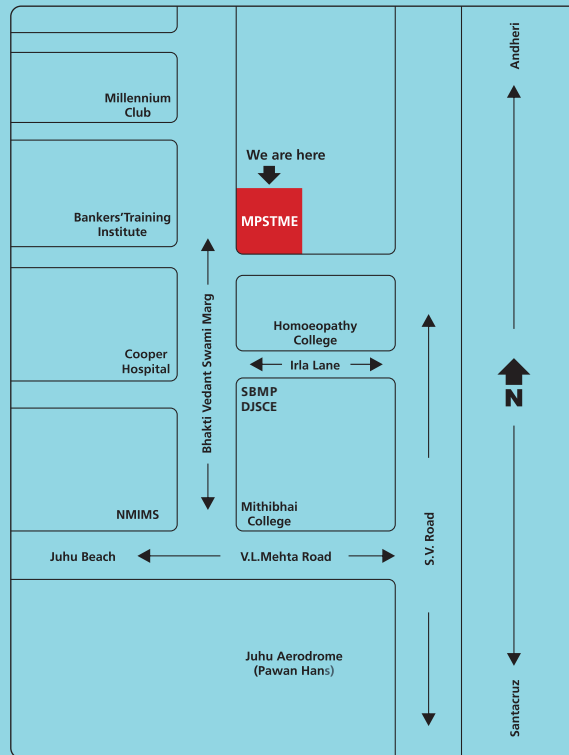 Andheri
Millennium
Club
We are here
MPSTME
Bankers'Training
Institute
Bhakti Vedant Swami Marg
Homoeopathy
College
Cooper
Hospital
Irla Lane
N
SBMP
DJSCE
NMIMS
Mithibhai
College
S.V. Road
Juhu Beach
V.L.Mehta Road
Juhu Aerodrome
(Pawan Hans)
Santacruz